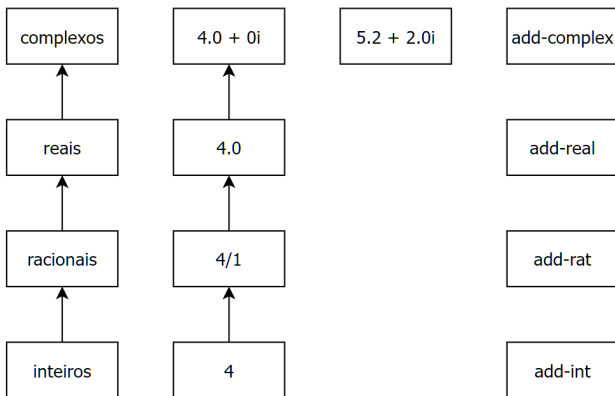 complexos
4.0 + 0i
5.2 + 2.0i
add-complex
reais
4.0
add-real
racionais
4/1
add-rat
inteiros
4
add-int